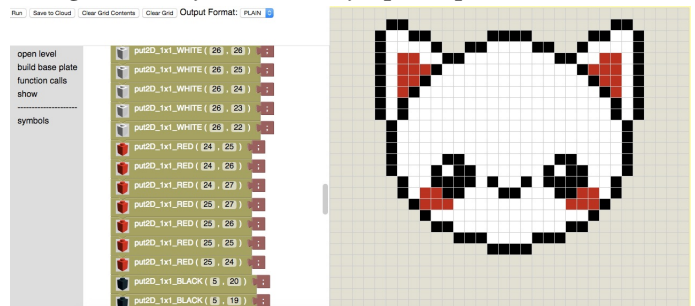 Run Save to Cloud Clear Grid Contents Clear Grid Output Format: PLAIN
open level
build base plate
function calls
show
----------------------
symbols
put2D_1x1_WHITE ( 26 , 26 ) ;
put2D_1x1_WHITE ( 26 , 25 ) ;
put2D_1x1_WHITE ( 26 , 24 ) ;
put2D_1x1_WHITE ( 26 , 23 ) ;
put2D_1x1_WHITE ( 26 , 22 ) ;
put2D_1x1_RED ( 24 , 25 ) ;
put2D_1x1_RED ( 24 , 26 ) ;
put2D_1x1_RED ( 24 , 27 ) ;
put2D_1x1_RED ( 25 , 27 ) ;
put2D_1x1_RED ( 25 , 26 ) ;
put2D_1x1_RED ( 25 , 25 ) ;
put2D_1x1_RED ( 25 , 24 ) ;
put2D_1x1_BLACK ( 5 , 20 ) ;
put2D_1x1_BLACK ( 5 , 19 ) ;